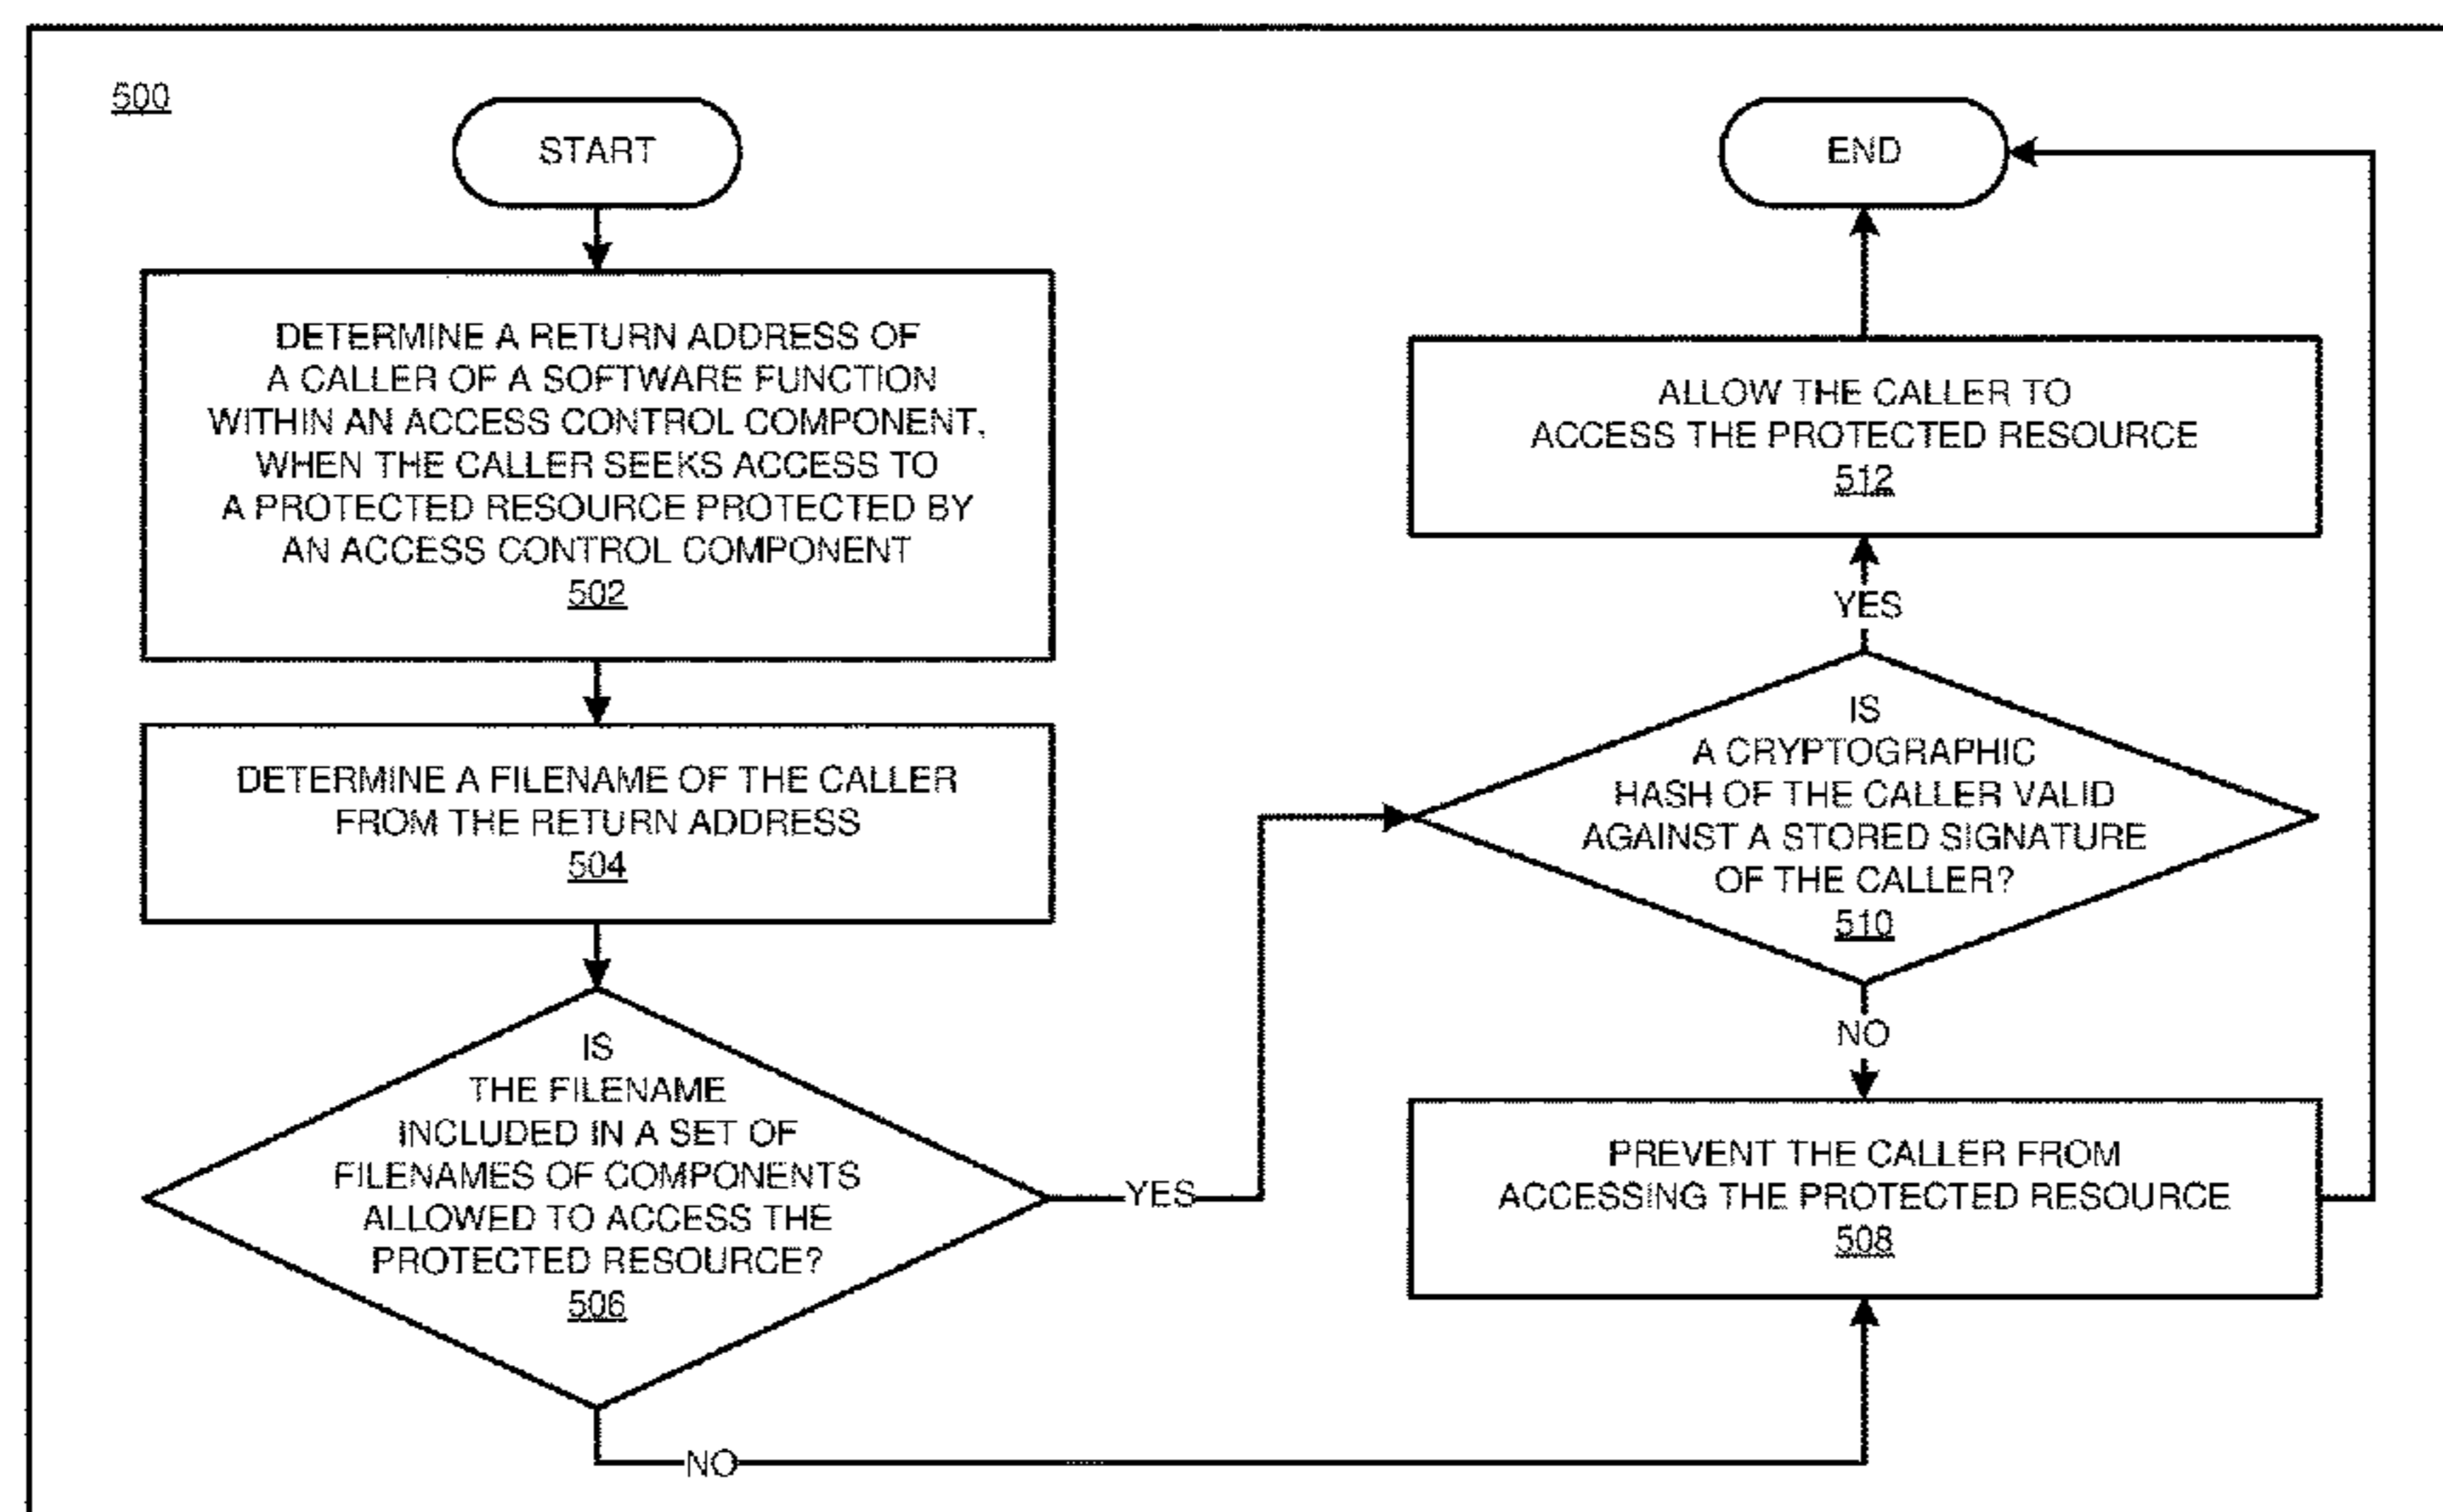 500
START
DETERMINE A RETURN ADDRESS OF
A CALLER OF A SOFTWARE FUNCTION
WITHIN AN ACCESS CONTROL COMPONENT,
WHEN THE CALLER SEEKS ACCESS TO
A PROTECTED RESOURCE PROTECTED BY
AN ACCESS CONTROL COMPONENT
502
DETERMINE A FILENAME OF THE CALLER
FROM THE RETURN ADDRESS
504
IS
THE FILENAME
INCLUDED IN A SET OF
FILENAMES OF COMPONENTS
ALLOWED TO ACCESS THE
PROTECTED RESOURCE?
506
YES
NO
END
ALLOW THE CALLER TO
ACCESS THE PROTECTED RESOURCE
512
YES
IS
A CRYPTOGRAPHIC
HASH OF THE CALLER VALID
AGAINST A STORED SIGNATURE
OF THE CALLER?
510
NO
PREVENT THE CALLER FROM
ACCESSING THE PROTECTED RESOURCE
508